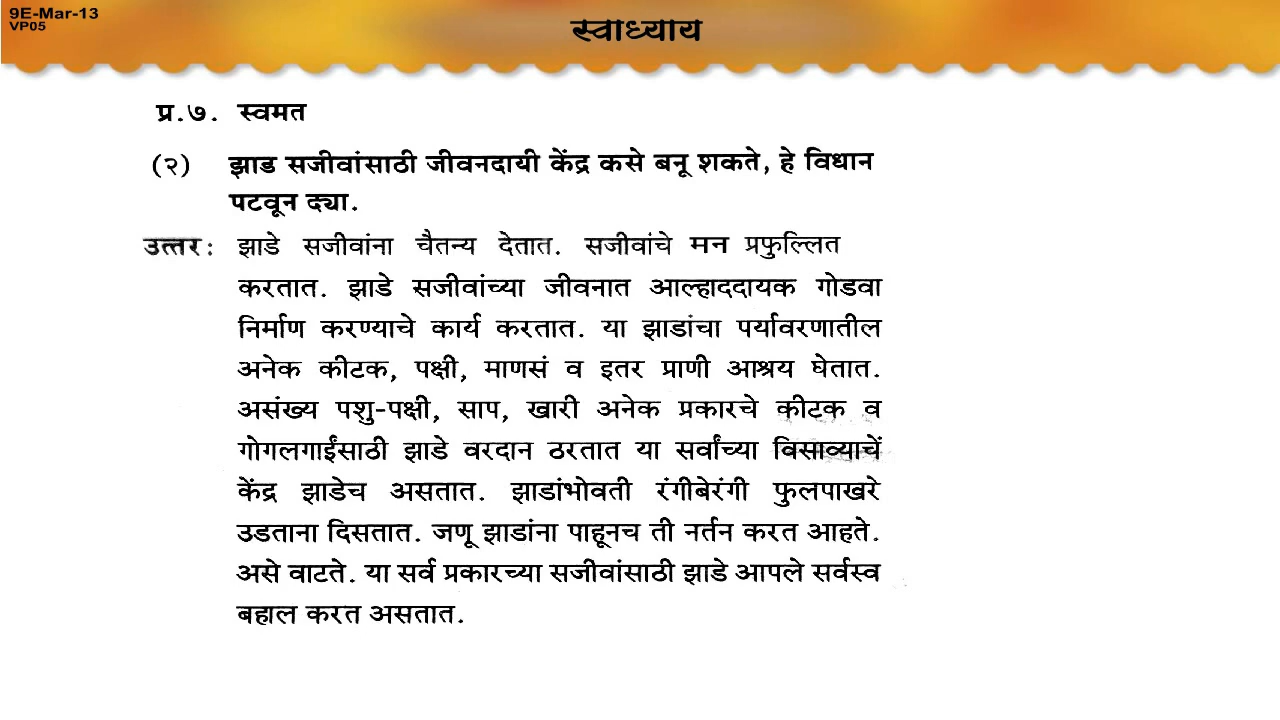 9E-Mar-13
VP05
स्वाध्याय
प्र.७. स्वमत
(२) झाड सजीवांसाठी जीवनदायी केंद्र कसे बनू शकते, हे विधान
पटवून द्या.
उत्तर: झाडे सजीवांना चैतन्य देतात. सजीवांचे मन प्रफुल्लित
करतात. झाडे सजीवांच्या जीवनात आल्हाददायक गोडवा
निर्माण करण्याचे कार्य करतात. या झाडांचा पर्यावरणातील
अनेक कीटक, पक्षी, माणसं व इतर प्राणी आश्रय घेतात.
असंख्य पशु-पक्षी, साप, खारी अनेक प्रकारचे कीटक व
गोगलगाईंसाठी झाडे वरदान ठरतात या सर्वांच्या विसाव्याचें
केंद्र झाडेच असतात. झाडांभोवती रंगीबेरंगी फुलपाखरे
उडताना दिसतात. जणू झाडांना पाहूनच ती नर्तन करत आहते.
असे वाटते. या सर्व प्रकारच्या सजीवांसाठी झाडे आपले सर्वस्व
बहाल करत असतात.